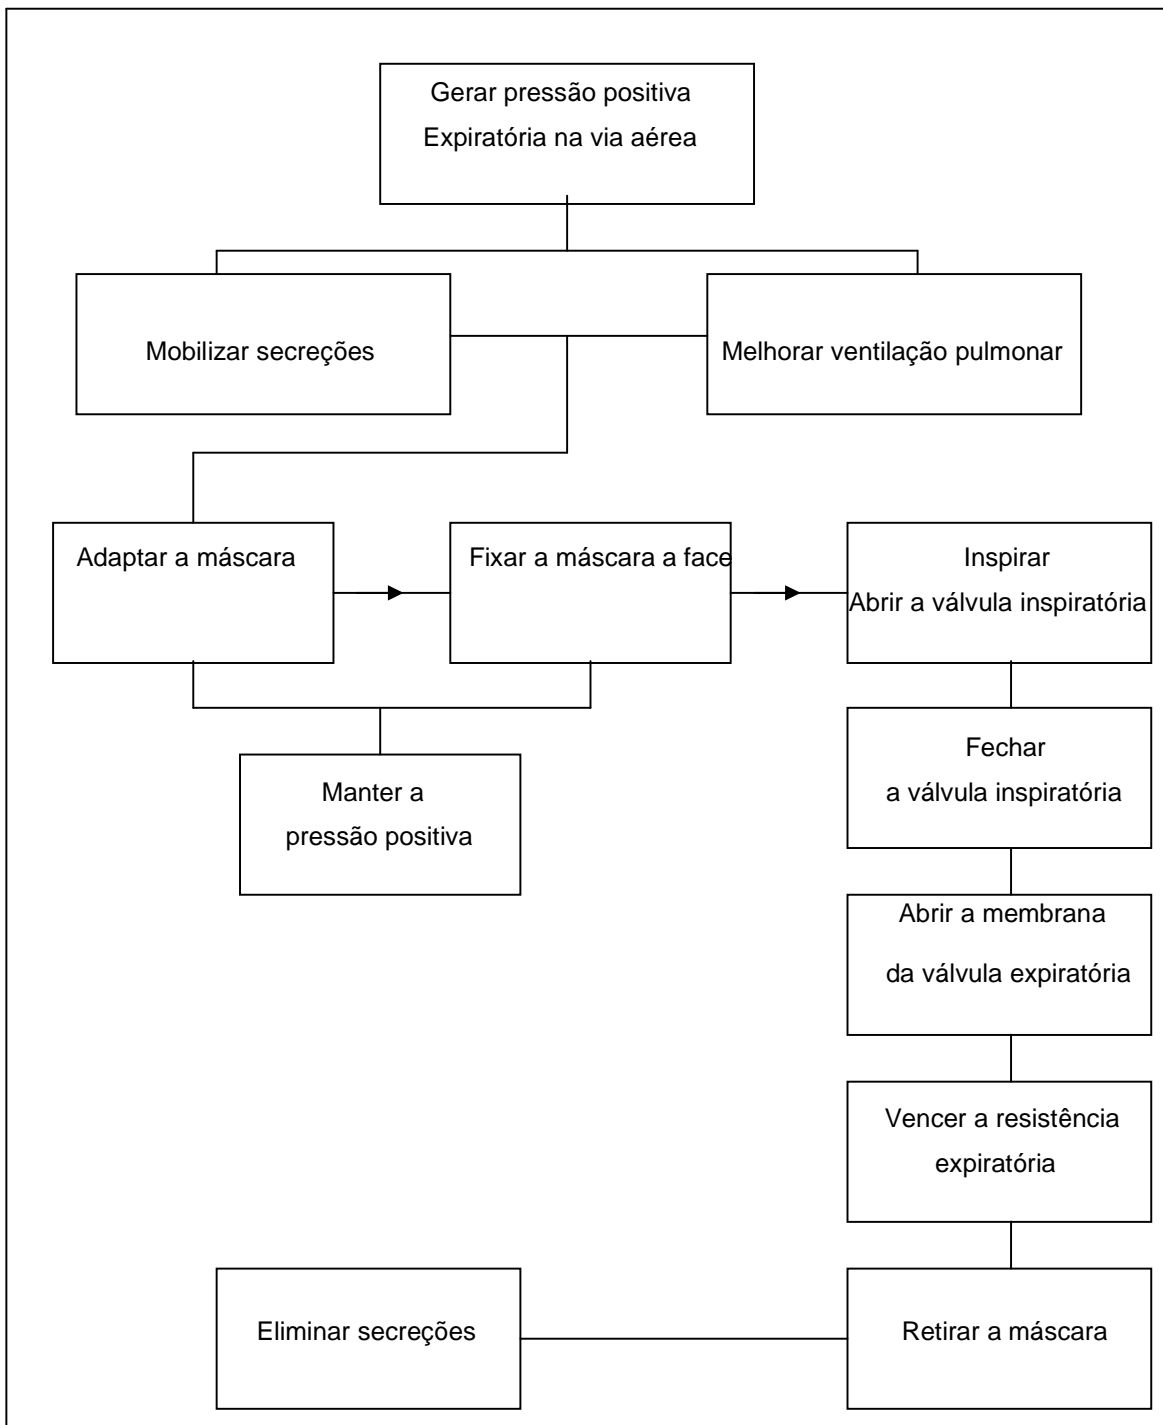 Gerar pressão positiva
Expiratória na via aérea
Mobilizar secreções
Melhorar ventilação pulmonar
Adaptar a máscara
Fixar a máscara a face
Inspirar
Abrir a válvula inspiratória
Fechar
a válvula inspiratória
Manter a
pressão positiva
Abrir a membrana
da válvula expiratória
Vencer a resistência
expiratória
Eliminar secreções
Retirar a máscara